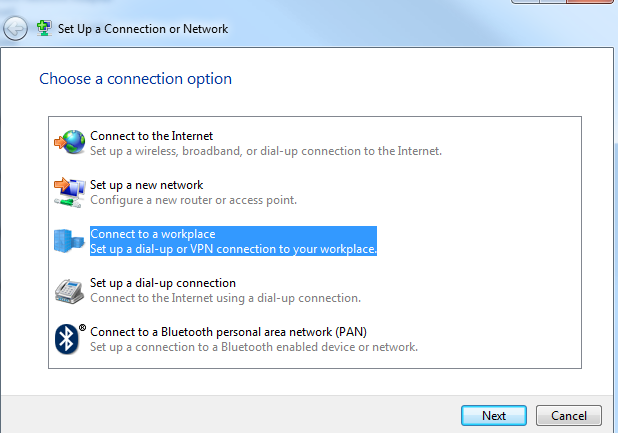 Set Up a Connection or Network
Choose a connection option
Connect to the Internet
Set up a wireless, broadband, or dial-up connection to the Internet.
Set up a new network
Configure a new router or access point.
Connect to a workplace
Set up a dial-up or VPN connection to your workplace.
Set up a dial-up connection
Connect to the Internet using a dial-up connection.
® Connect to a Bluetooth personal area network (PAN)
Set up a connection to a Bluetooth enabled device or network.
Next Cancel